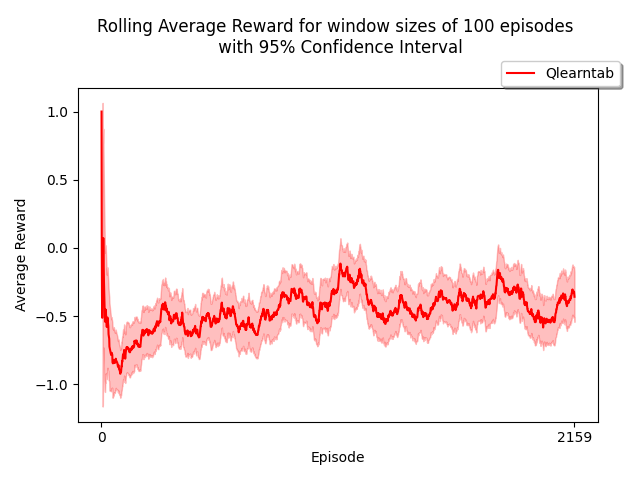 Rolling Average Reward for window sizes of 100 episodes
with 95% Confidence Interval
Qlearntab
1.0
0.5
0.0
−0.5
−1.0
Average Reward
0
2159
Episode